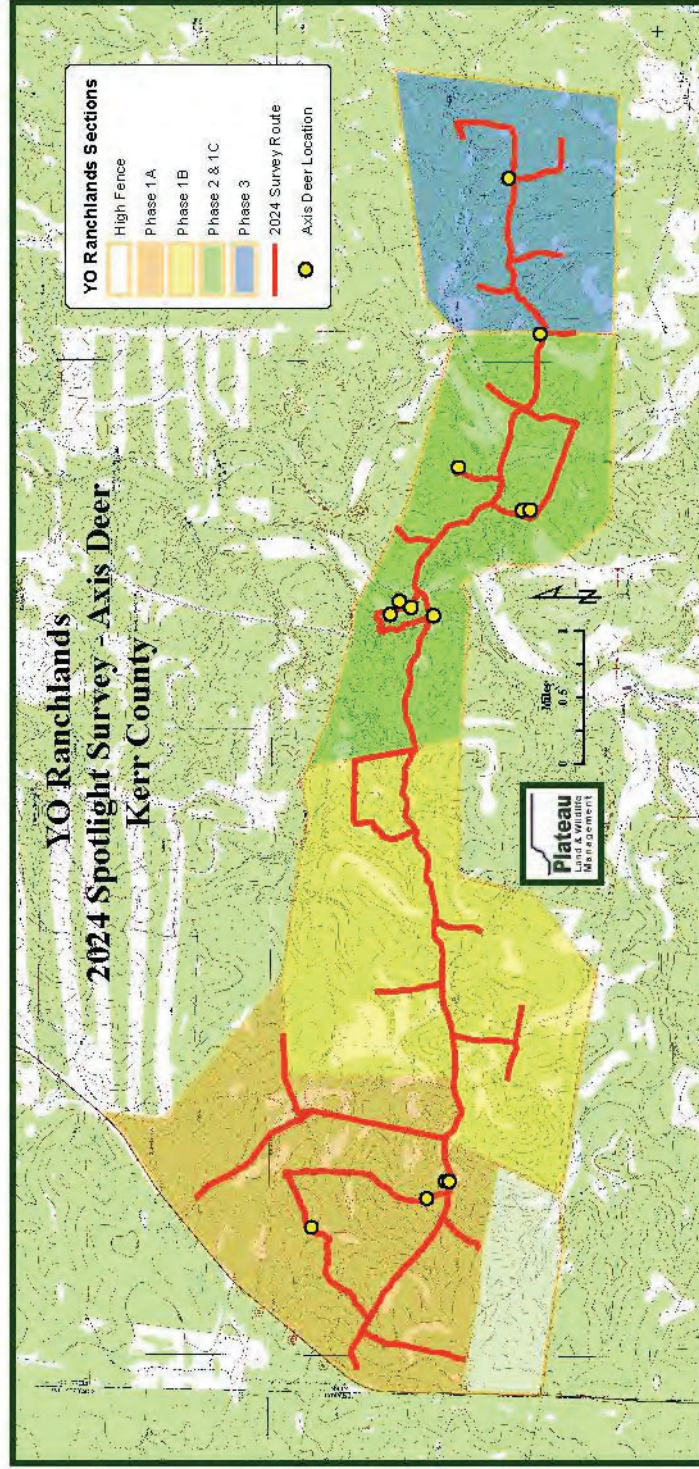 YO Ranchlands
2024 Spotlight Survey - Axis Deer
Kerr County
YO Ranchlands Sections
High Fence
Phase 1A
Phase 1B
Phase 2 & 1C
Phase 3
2024 Survey Route
Axis Deer Location
Plateau
Land & Wildlife
Management
Miles
0 0.5 1
N